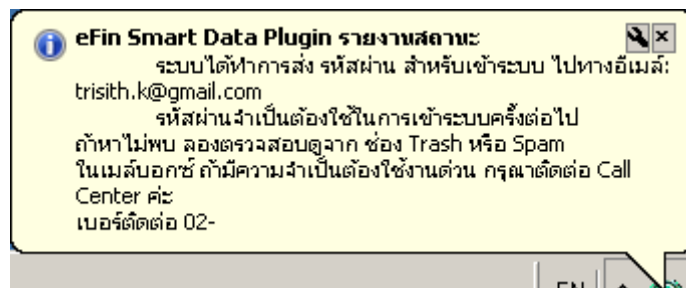 eFin Smart Data Plugin รายงานสถานะ
ระบบได้ทำการส่ง รหัสผ่าน สำหรับเข้าระบบ ไปทางอีเมล์:
trisith.k@gmail.com
รหัสผ่านจำเป็นต้องใช้ในการเข้าระบบครั้งต่อไป
ถ้าหาไม่พบ ลองตรวจสอบดูจาก ช่อง Trash หรือ Spam
ในเมล์บอกซ์ ถ้ามีความจำเป็นต้องใช้งานด่วน กรุณาติดต่อ Call
Center ค่ะ
เบอร์ติดต่อ 02-
EN